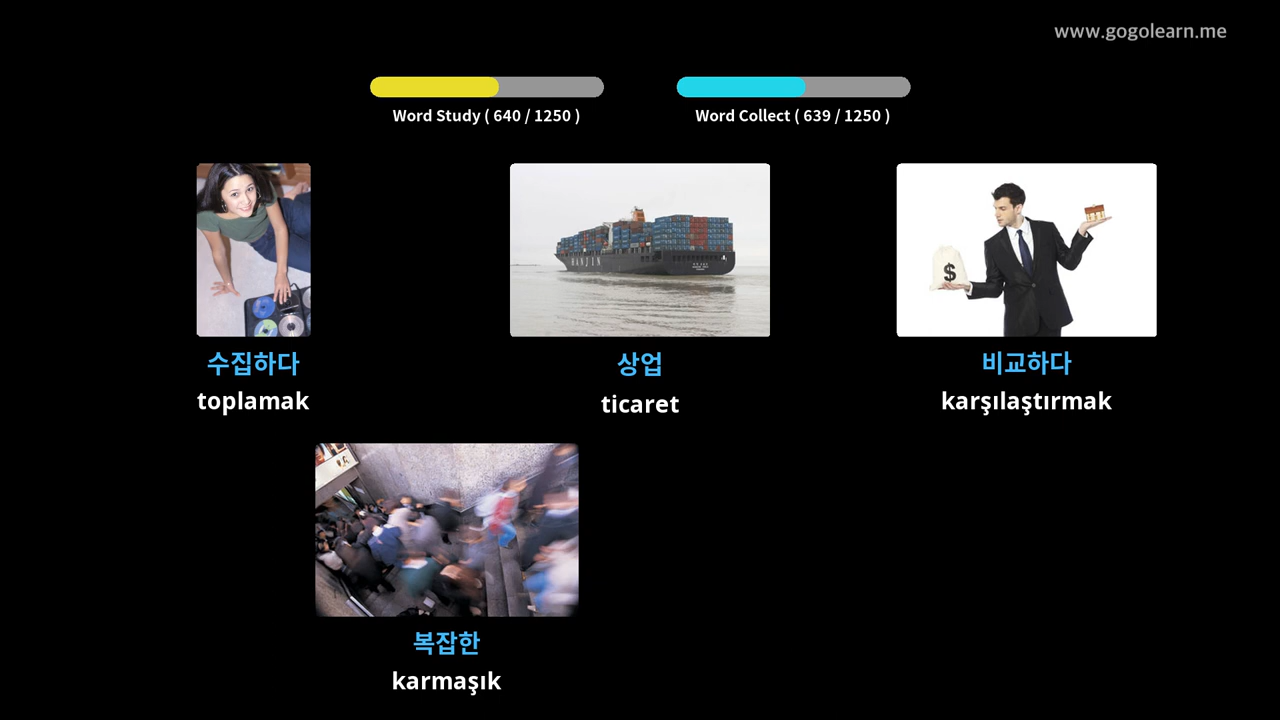 www.gogolearn.me
Word Study ( 640 / 1250 )
Word Collect ( 639 / 1250 )
HANJIN
$
수집하다
toplamak
상업
ticaret
비교하다
karşılaştırmak
복잡한
karmaşık